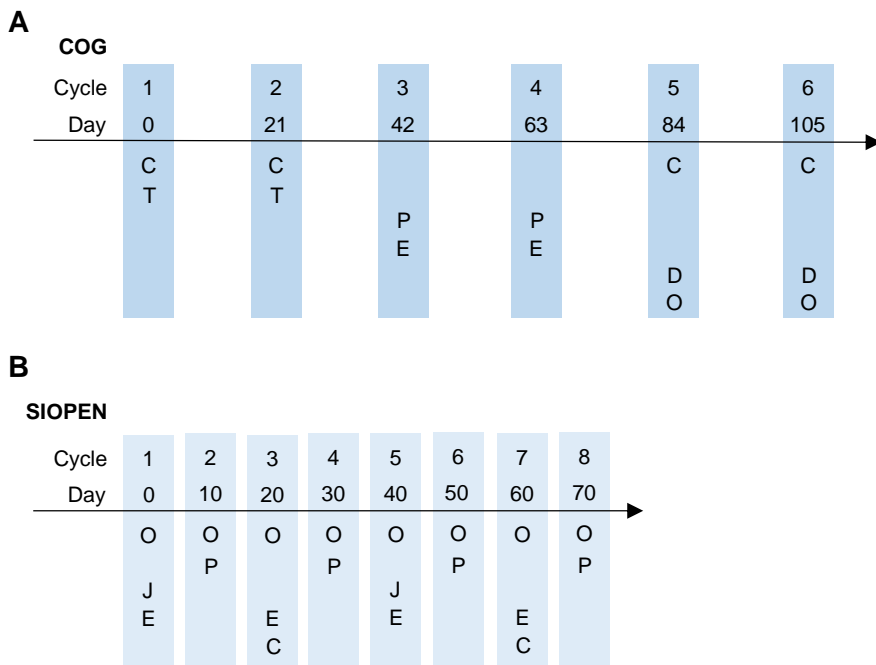 A
COG
Cycle 1 2 3 4 5 6
Day 0 21 42 63 84 105
C C C C
T T
P P
E E
D D
O O
B
SIOPEN
Cycle 1 2 3 4 5 6 7 8
Day 0 10 20 30 40 50 60 70
O O O O O O O O
P P P P
J J
E E E E
C C